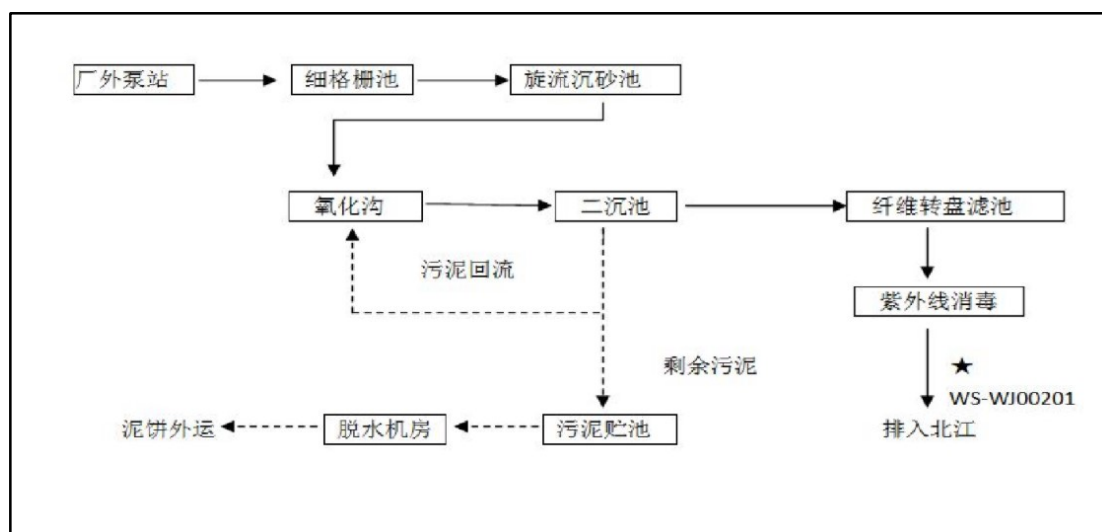 厂外泵站
细格栅池
旋流沉砂池
氧化沟
二沉池
纤维转盘滤池
污泥回流
紫外线消毒
剩余污泥
★
WS-WJ00201
泥饼外运
脱水机房
污泥贮池
排入北江